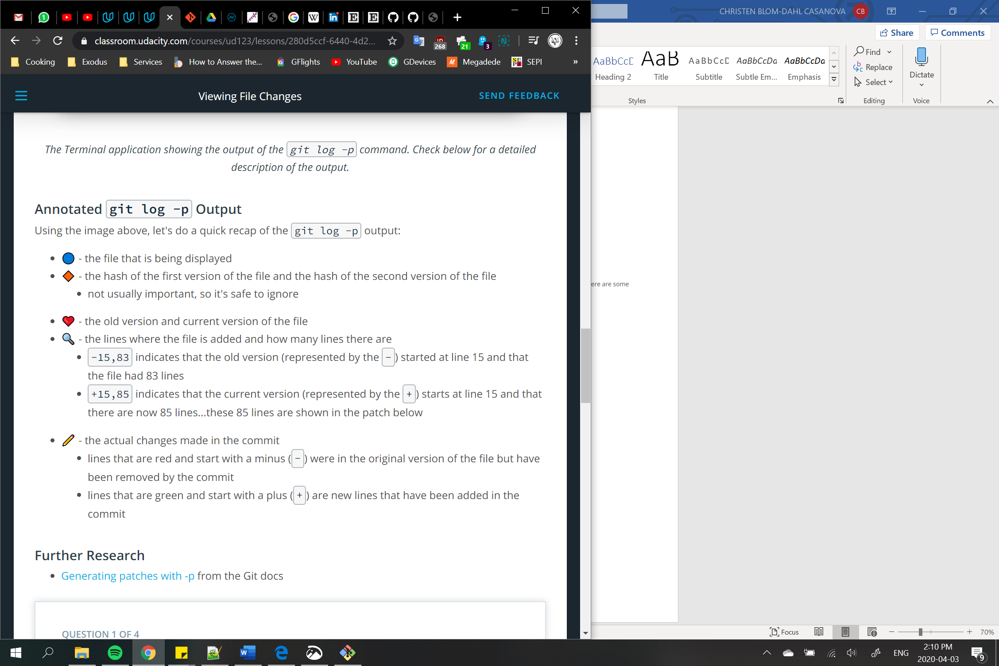 CHRISTEN BLOM-DAHL CASANOVA CB
classroom.udacity.com/courses/ud123/lessons/280d5ccf-6440-4d2...
268 21 3
Share Comments
Cooking Exodus Services How to Answer the... GFlights YouTube GDevices Megadede SEPI »
AaBbCcD AaB AaBbCcD AaBbCcDa AaBbCcDa
Heading 2 Title Subtitle Subtle Em... Emphasis
Find
Replace
Select
Dictate
Styles Editing Voice
Viewing File Changes
SEND FEEDBACK
The Terminal application showing the output of the git log -p command. Check below for a detailed
description of the output.
Annotated git log -p Output
Using the image above, let's do a quick recap of the git log -p output:
- the file that is being displayed
- the hash of the first version of the file and the hash of the second version of the file
not usually important, so it's safe to ignore
- the old version and current version of the file
- the lines where the file is added and how many lines there are
-15,83 indicates that the old version (represented by the -) started at line 15 and that
the file had 83 lines
+15,85 indicates that the current version (represented by the +) starts at line 15 and that
there are now 85 lines...these 85 lines are shown in the patch below
- the actual changes made in the commit
lines that are red and start with a minus (-) were in the original version of the file but have
been removed by the commit
lines that are green and start with a plus (+) are new lines that have been added in the
commit
Further Research
Generating patches with -p from the Git docs
QUESTION 1 OF 4
ere are some
Focus
70%
ENG
2:10 PM
2020-04-03
9